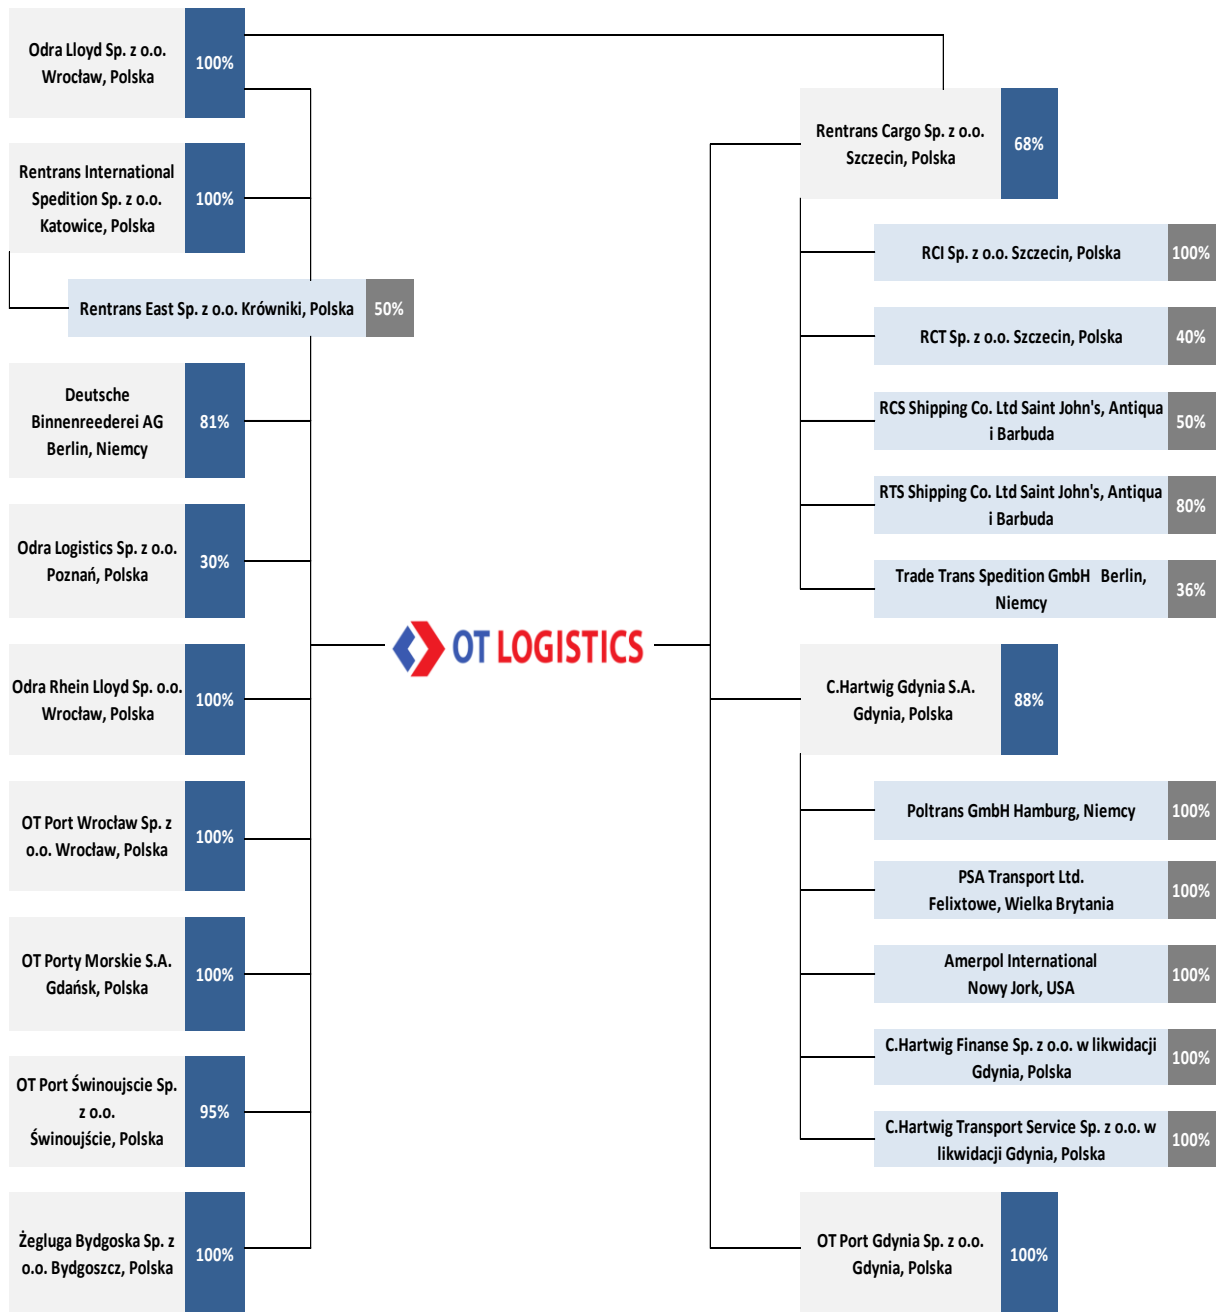 Odra Lloyd Sp. z o.o.
Wrocław, Polska
100%
Rentrans International
Spedition Sp. z o.o.
Katowice, Polska
100%
Rentrans East Sp. z o.o. Krówniki, Polska
50%
Deutsche
Binnenreederei AG
Berlin, Niemcy
81%
Odra Logistics Sp. z o.o.
Poznań, Polska
30%
Odra Rhein Lloyd Sp. o.o.
Wrocław, Polska
100%
OT Port Wrocław Sp. z
o.o. Wrocław, Polska
100%
OT Porty Morskie S.A.
Gdańsk, Polska
100%
OT Port Świnoujscie Sp.
z o.o.
Świnoujście, Polska
95%
Żegluga Bydgoska Sp. z
o.o. Bydgoszcz, Polska
100%
OT LOGISTICS
Rentrans Cargo Sp. z o.o.
Szczecin, Polska
68%
RCI Sp. z o.o. Szczecin, Polska
100%
RCT Sp. z o.o. Szczecin, Polska
40%
RCS Shipping Co. Ltd Saint John's, Antiqua
i Barbuda
50%
RTS Shipping Co. Ltd Saint John's, Antiqua
i Barbuda
80%
Trade Trans Spedition GmbH Berlin,
Niemcy
36%
C.Hartwig Gdynia S.A.
Gdynia, Polska
88%
Poltrans GmbH Hamburg, Niemcy
100%
PSA Transport Ltd.
Felixtowe, Wielka Brytania
100%
Amerpol International
Nowy Jork, USA
100%
C.Hartwig Finanse Sp. z o.o. w likwidacji
Gdynia, Polska
100%
C.Hartwig Transport Service Sp. z o.o. w
likwidacji Gdynia, Polska
100%
OT Port Gdynia Sp. z o.o.
Gdynia, Polska
100%